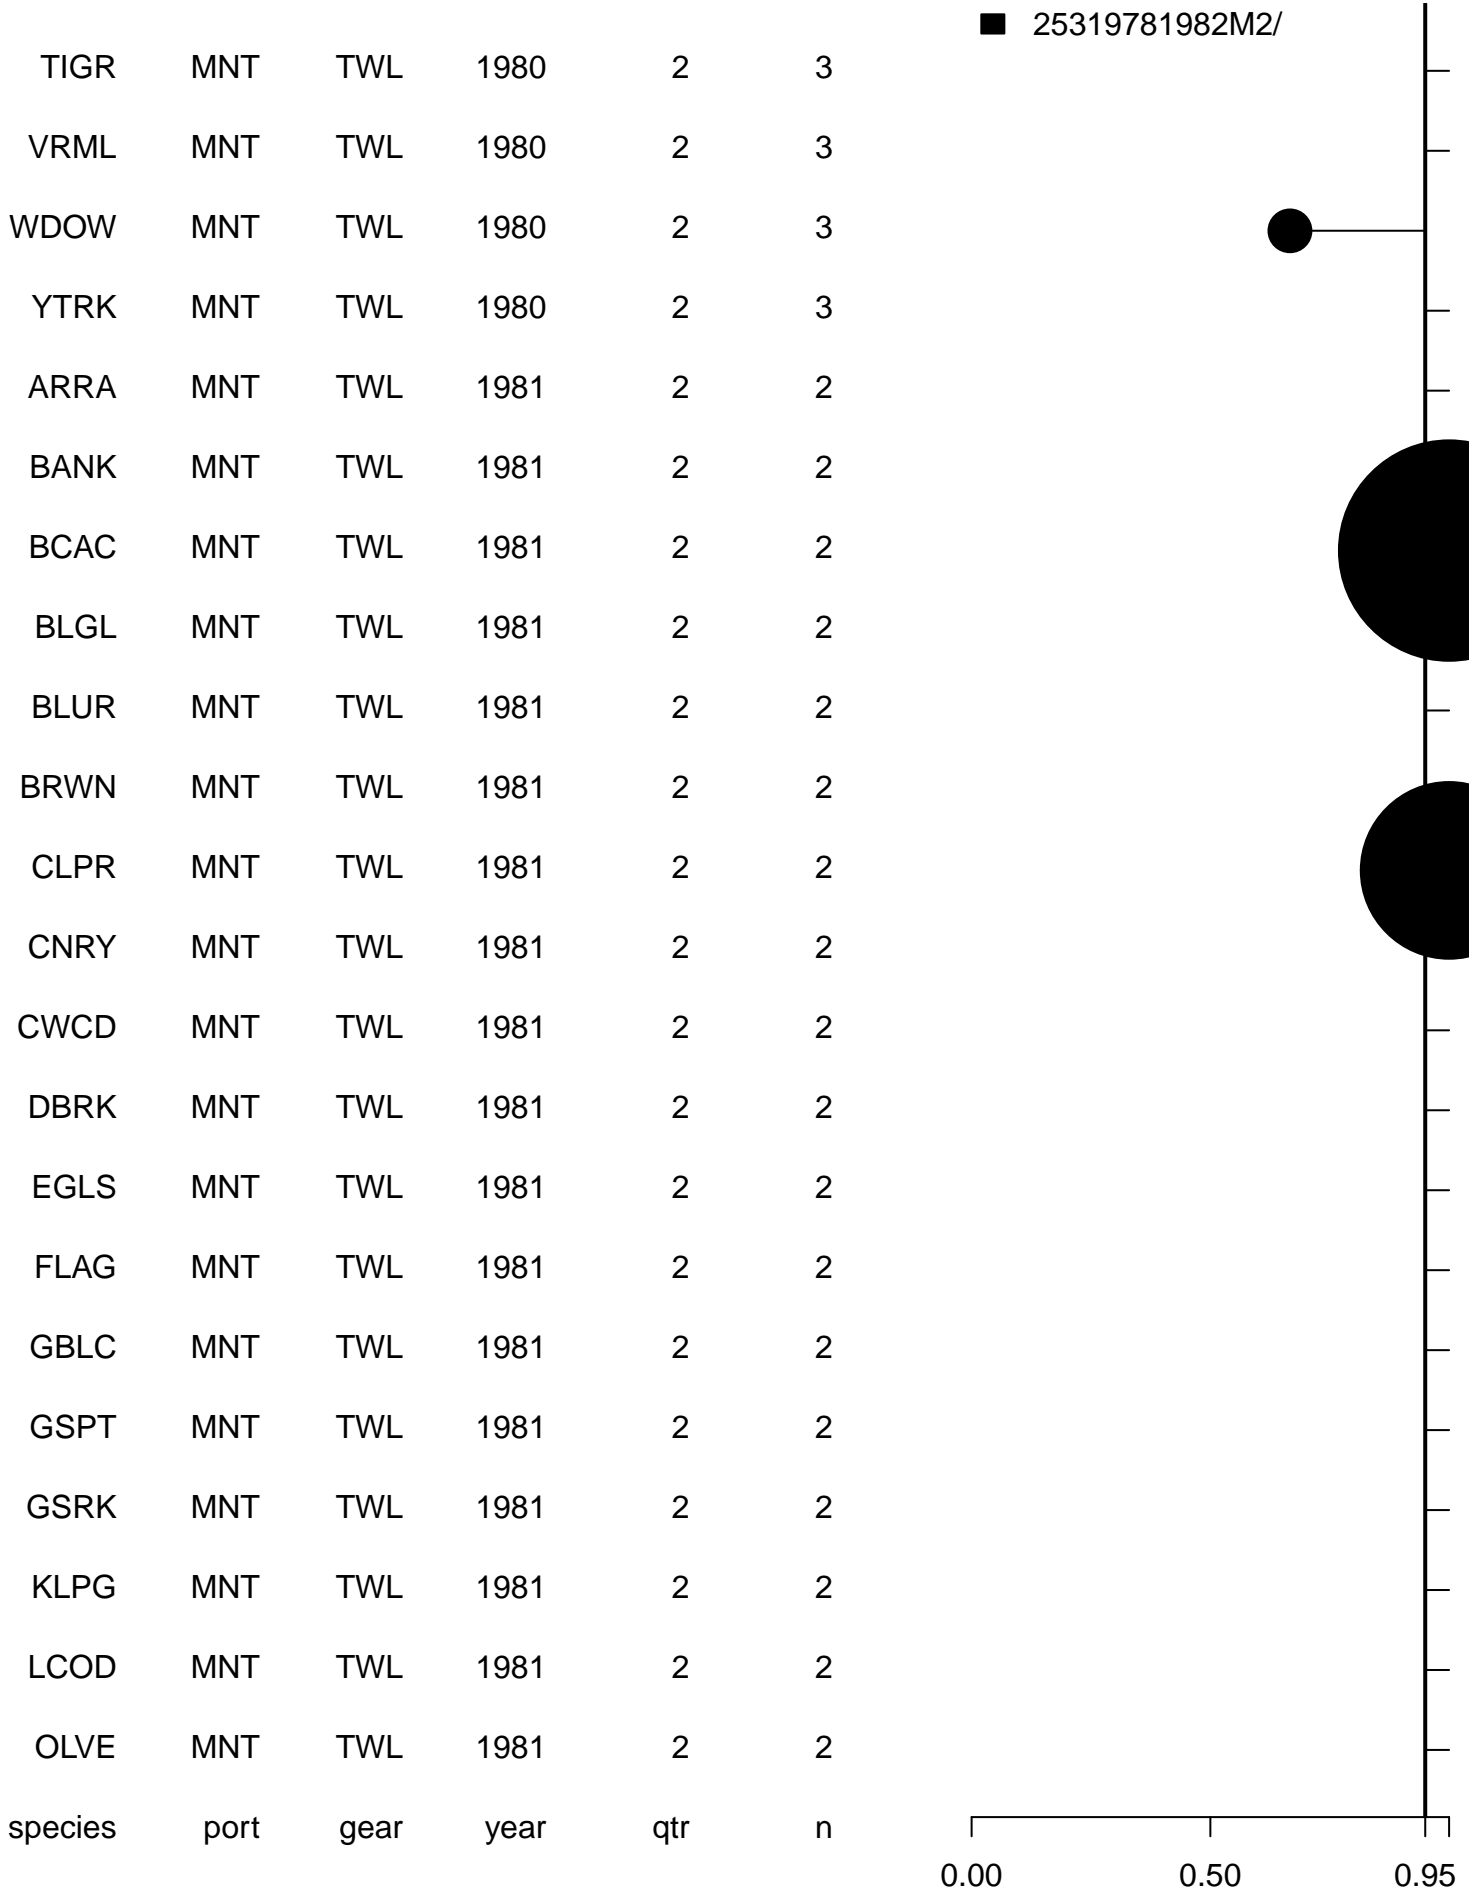 25319781982M2/
TIGR MNT TWL 1980 2 3
VRML MNT TWL 1980 2 3
WDOW MNT TWL 1980 2 3
YTRK MNT TWL 1980 2 3
ARRA MNT TWL 1981 2 2
BANK MNT TWL 1981 2 2
BCAC MNT TWL 1981 2 2
BLGL MNT TWL 1981 2 2
BLUR MNT TWL 1981 2 2
BRWN MNT TWL 1981 2 2
CLPR MNT TWL 1981 2 2
CNRY MNT TWL 1981 2 2
CWCD MNT TWL 1981 2 2
DBRK MNT TWL 1981 2 2
EGLS MNT TWL 1981 2 2
FLAG MNT TWL 1981 2 2
GBLC MNT TWL 1981 2 2
GSPT MNT TWL 1981 2 2
GSRK MNT TWL 1981 2 2
KLPG MNT TWL 1981 2 2
LCOD MNT TWL 1981 2 2
OLVE MNT TWL 1981 2 2
species port gear year qtr n
0.00 0.50 0.95